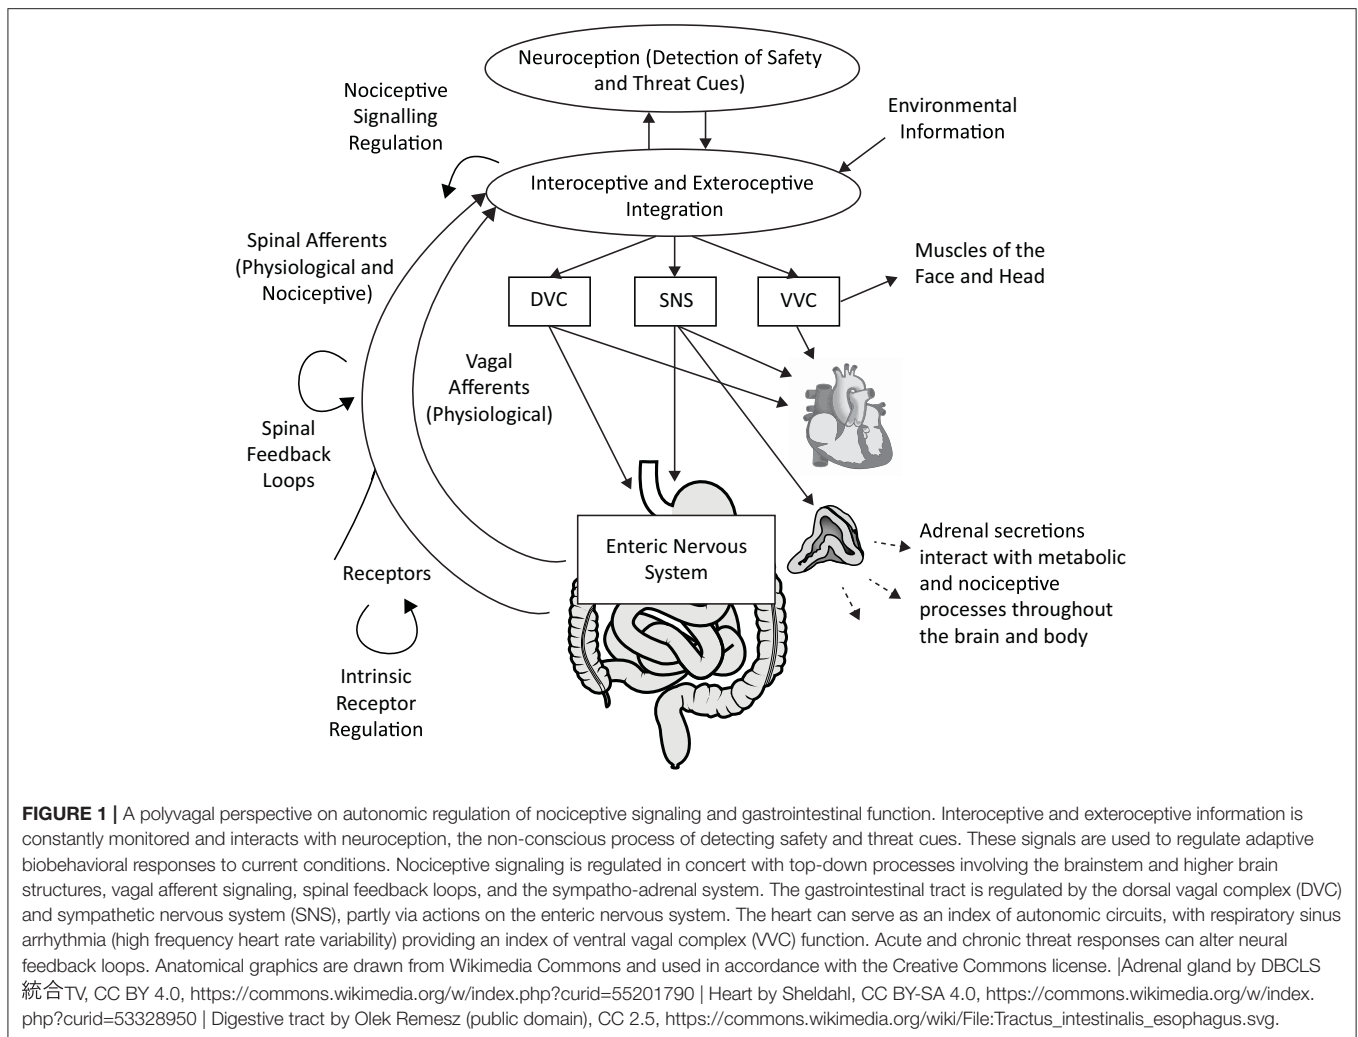 Neuroception (Detection of Safety
and Threat Cues)
Nociceptive
Signalling
Regulation
Environmental
Information
Interoceptive and Exteroceptive
Integration
Spinal Afferents
(Physiological and
Nociceptive)
Muscles of the
Face and Head
DVC
SNS
VVC
Vagal
Afferents
(Physiological)
Spinal
Feedback
Loops
Enteric Nervous
System
Adrenal secretions
interact with metabolic
and nociceptive
processes throughout
the brain and body
Receptors
Intrinsic
Receptor
Regulation
FIGURE 1 | A polyvagal perspective on autonomic regulation of nociceptive signaling and gastrointestinal function. Interoceptive and exteroceptive information is
constantly monitored and interacts with neuroception, the non-conscious process of detecting safety and threat cues. These signals are used to regulate adaptive
biobehavioral responses to current conditions. Nociceptive signaling is regulated in concert with top-down processes involving the brainstem and higher brain
structures, vagal afferent signaling, spinal feedback loops, and the sympatho-adrenal system. The gastrointestinal tract is regulated by the dorsal vagal complex (DVC)
and sympathetic nervous system (SNS), partly via actions on the enteric nervous system. The heart can serve as an index of autonomic circuits, with respiratory sinus
arrhythmia (high frequency heart rate variability) providing an index of ventral vagal complex (VVC) function. Acute and chronic threat responses can alter neural
feedback loops. Anatomical graphics are drawn from Wikimedia Commons and used in accordance with the Creative Commons license. |Adrenal gland by DBCLS
統合TV, CC BY 4.0, https://commons.wikimedia.org/w/index.php?curid=55201790 | Heart by Sheldahl, CC BY-SA 4.0, https://commons.wikimedia.org/w/index.
php?curid=53328950 | Digestive tract by Olek Remesz (public domain), CC 2.5, https://commons.wikimedia.org/wiki/File:Tractus_intestinalis_esophagus.svg.